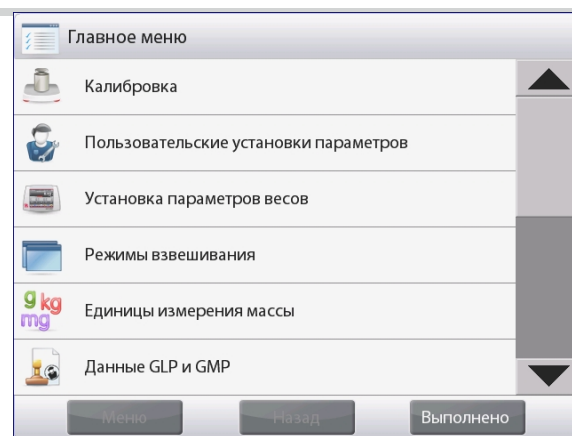 Главное меню
Калибровка
Пользовательские установки параметров
Установка параметров весов
Режимы взвешивания
g kg
mg
Единицы измерения массы
Данные GLP и GMP
Меню
Назад
Выполнено